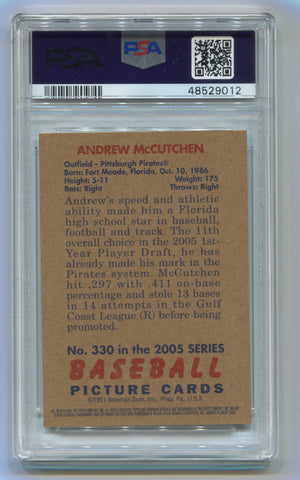 PSA
PSA
48529012
ANDREW McCUTCHEN
Outfield – Pittsburgh Pirates®
Born: Fort Meade, Florida, Oct. 10, 1986
Height: 5-11 Weight: 175
Bats: Right Throws: Right
Andrew's speed and athletic
ability made him a Florida
high school star in baseball,
football and track. The 11th
overall choice in the 2005 1st-
Year Player Draft, he has
already made his mark in the
Pirates system. McCutchen
hit .297 with .411 on-base
percentage and stole 13 bases
in 14 attempts in the Gulf
Coast League (R) before being
promoted.
No. 330 in the 2005 SERIES
BASEBALL
PICTURE CARDS
©1951 Bowman Gum, Inc., Phila. Pa., U.S.A.